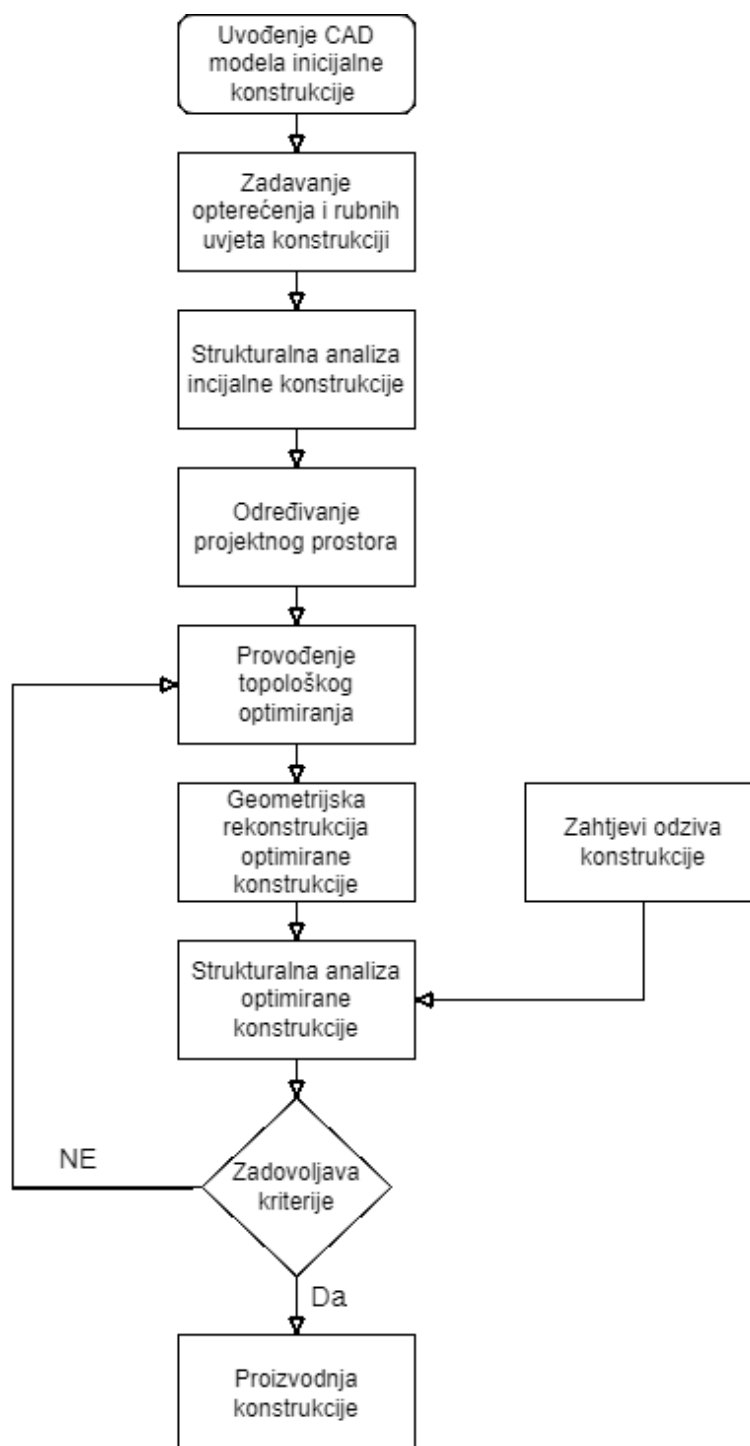 Uvođenje CAD
modela inicijalne
konstrukcije
Zadavanje
opterećenja i rubnih
uvjeta konstrukciji
Strukturalna analiza
incijalne konstrukcije
Određivanje
projektnog prostora
Provođenje
topološkog
optimiranja
Geometrijska
rekonstrukcija
optimirane
konstrukcije
Zahtjevi odziva
konstrukcije
Strukturalna analiza
optimirane
konstrukcije
Zadovoljava
kriterije
NE
Da
Proizvodnja
konstrukcije